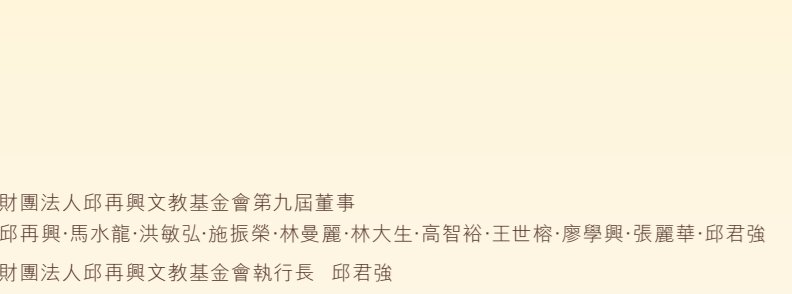 財團法人邱再興文教基金會第九屆董事
邱再興‧馬水龍‧洪敏弘‧施振榮‧林曼麗‧林大生‧高智裕‧王世榕‧廖學興‧張麗華‧邱君強
財團法人邱再興文教基金會執行長 邱君強